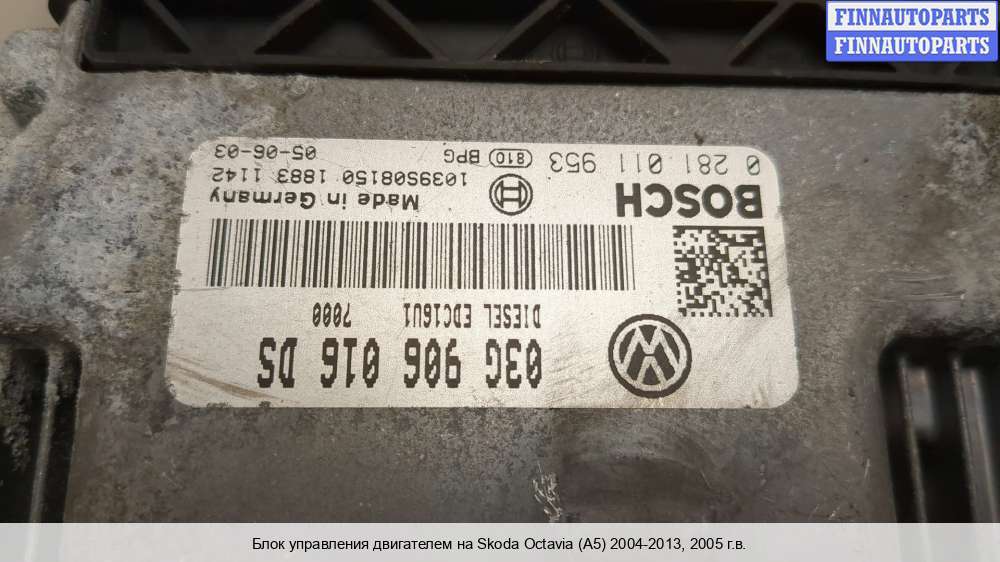 FINNAUTOPARTS
FINNAUTOPARTS
03G 906 016 DS
DIESEL EDC16U1 7000
BOSCH
Made in Germany
1039S08150 1883 1142
0 281 011 953
810 BPG
05-06-03
Блок управления двигателем на Skoda Octavia (A5) 2004-2013, 2005 г.в.